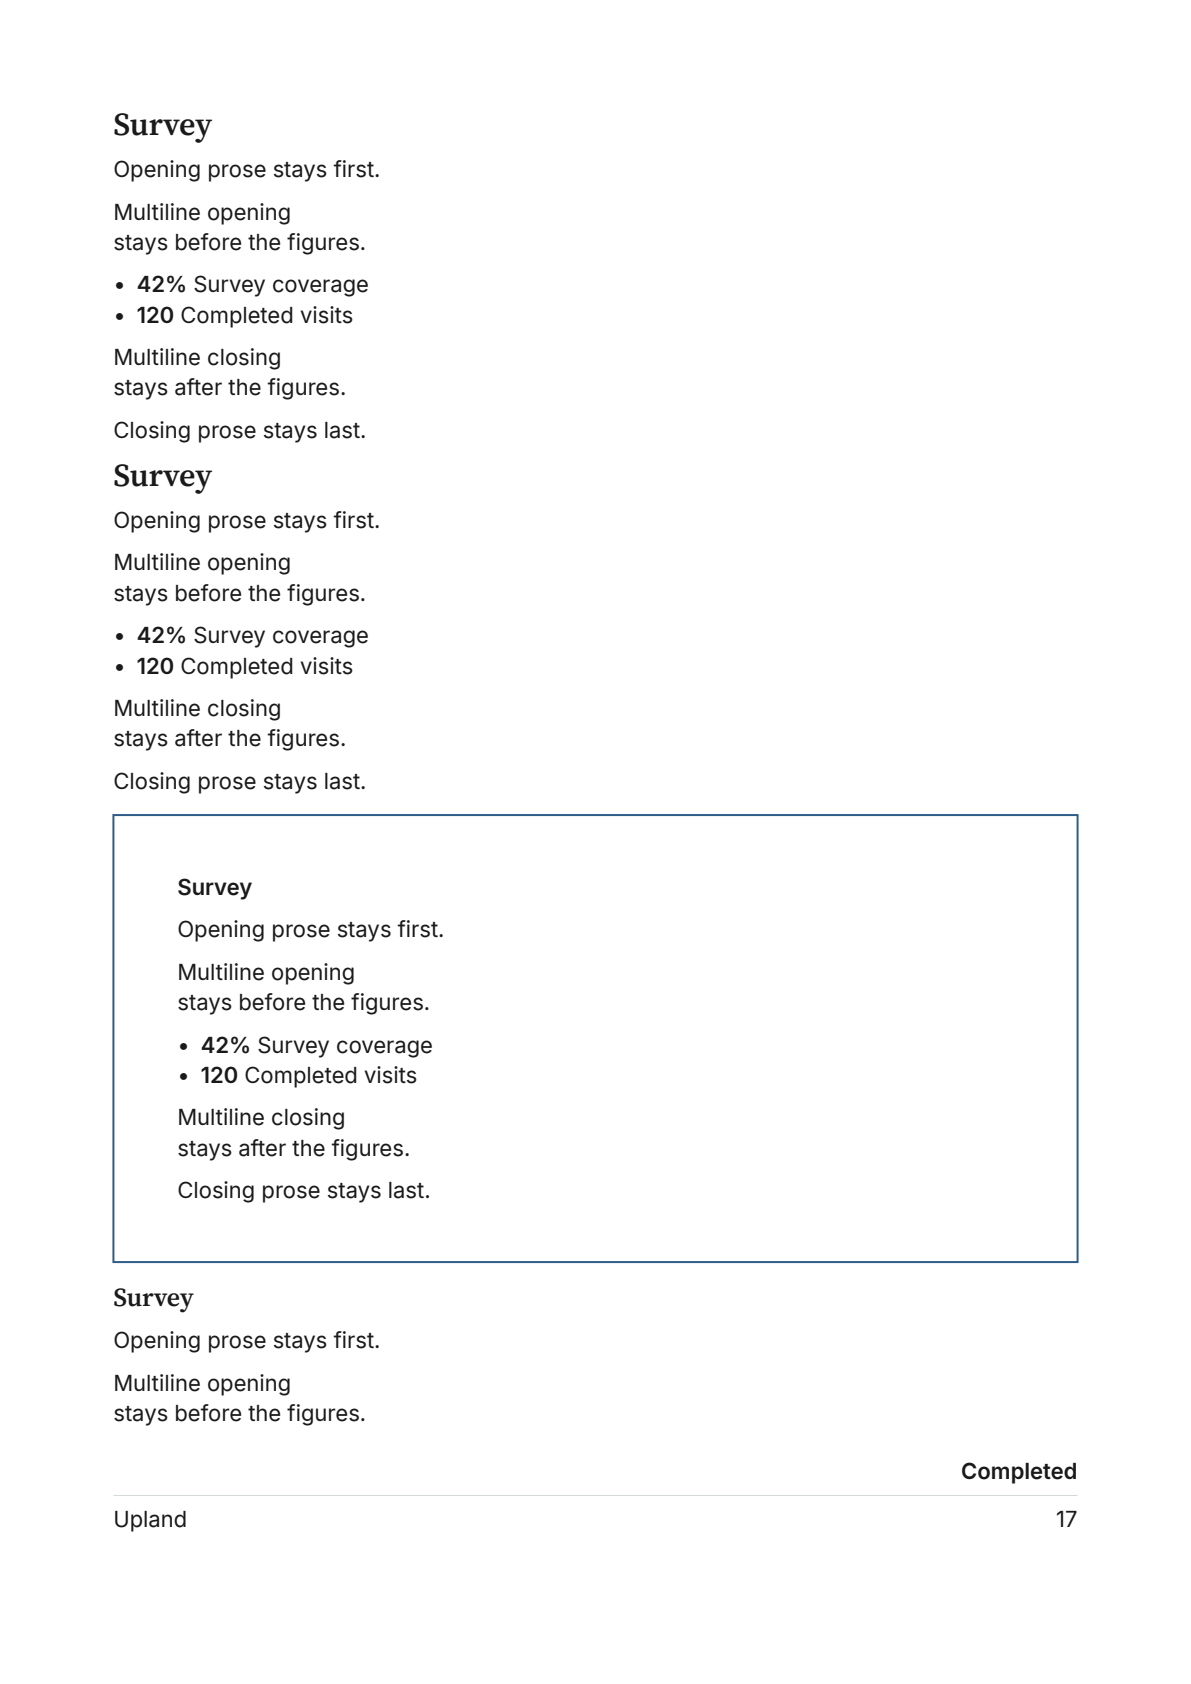 Survey
Opening prose stays first.
Multiline opening
stays before the figures.
• 42% Survey coverage
• 120 Completed visits
Multiline closing
stays after the figures.
Closing prose stays last.
Survey
Opening prose stays first.
Multiline opening
stays before the figures.
• 42% Survey coverage
• 120 Completed visits
Multiline closing
stays after the figures.
Closing prose stays last.
Survey
Opening prose stays first.
Multiline opening
stays before the figures.
• 42% Survey coverage
• 120 Completed visits
Multiline closing
stays after the figures.
Closing prose stays last.
Survey
Opening prose stays first.
Multiline opening
stays before the figures.
Completed
Upland 17